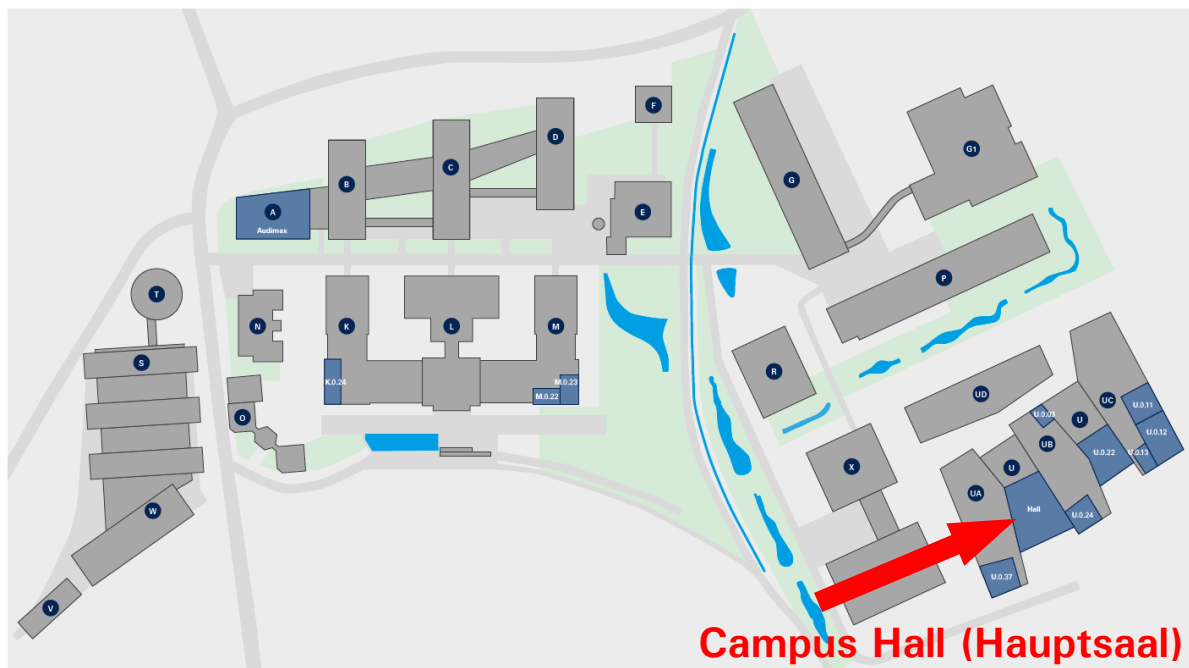 F
D
G1
C
G
B
A
Audimax
E
P
T
N
K
L
M
S
R
K.0.24
M.0.23
M.0.22
UD
UC
U.0.11
U.0.03
U
O
U.0.12
UB
U.0.22
U.0.13
X
U
UA
W
Hall
U.0.24
U.0.37
V
Campus Hall (Hauptsaal)